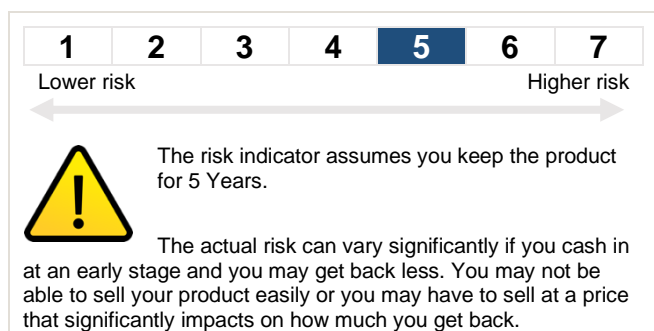 1 2 3 4 5 6 7
Lower risk Higher risk
The risk indicator assumes you keep the product
for 5 Years.
The actual risk can vary significantly if you cash in
at an early stage and you may get back less. You may not be
able to sell your product easily or you may have to sell at a price
that significantly impacts on how much you get back.